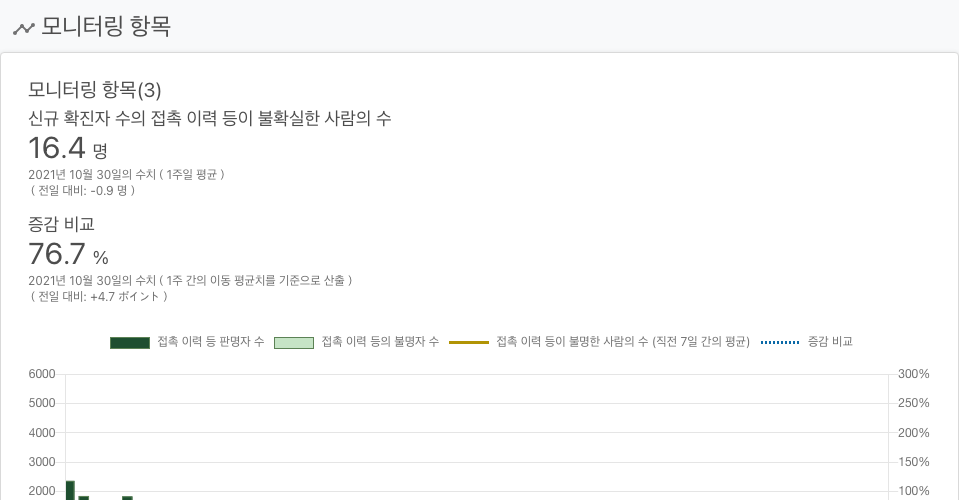 모니터링 항목
모니터링 항목(3)
신규 확진자 수의 접촉 이력 등이 불확실한 사람의 수
16.4 명
2021년 10월 30일의 수치 ( 1주일 평균 )
( 전일 대비: -0.9 명 )
증감 비교
76.7 %
2021년 10월 30일의 수치 ( 1주 간의 이동 평균치를 기준으로 산출 )
( 전일 대비: +4.7 ポイント )
접촉 이력 등 판명자 수 접촉 이력 등의 불명자 수 접촉 이력 등이 불명한 사람의 수 (직전 7일 간의 평균) 증감 비교
6000 300%
5000 250%
4000 200%
3000 150%
2000 100%